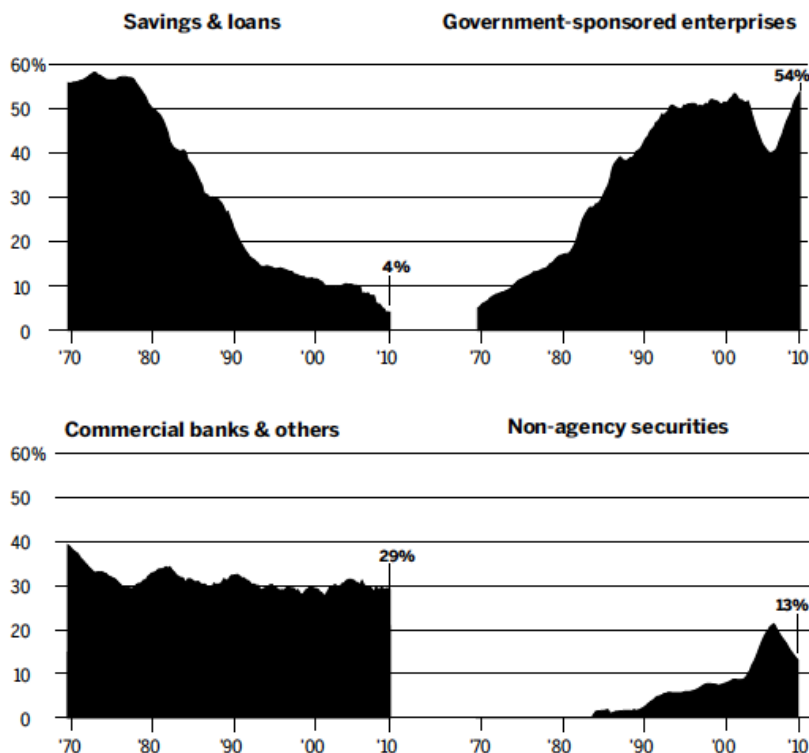 Savings & loans
Government-sponsored enterprises
60%
50
40
30
20
10
0
54%
4%
'70 '80 '90 '00 '10
'70 '80 '90 '00 '10
Commercial banks & others
Non-agency securities
60%
50
40
30
20
10
0
29%
13%
'70 '80 '90 '00 '10
'70 '80 '90 '00 '10